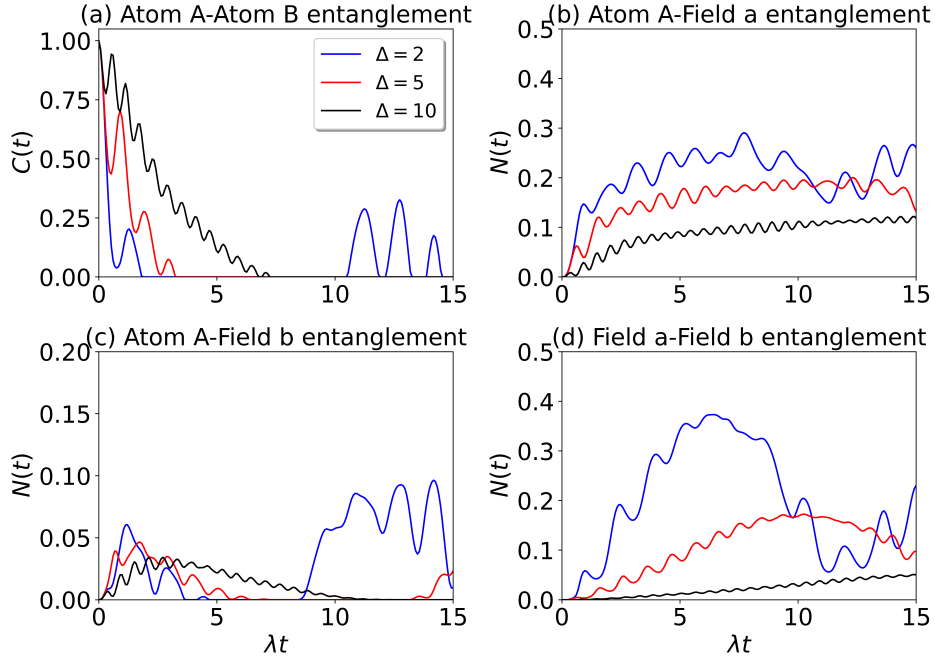 (a) Atom A-Atom B entanglement
C(t)
1.00
0.75
0.50
0.25
0.00
0 5 10 15
Δ = 2
Δ = 5
Δ = 10
(b) Atom A-Field a entanglement
N(t)
0.5
0.4
0.3
0.2
0.1
0.0
0 5 10 15
(c) Atom A-Field b entanglement
N(t)
0.20
0.15
0.10
0.05
0.00
0 5 10 15
λt
(d) Field a-Field b entanglement
N(t)
0.5
0.4
0.3
0.2
0.1
0.0
0 5 10 15
λt